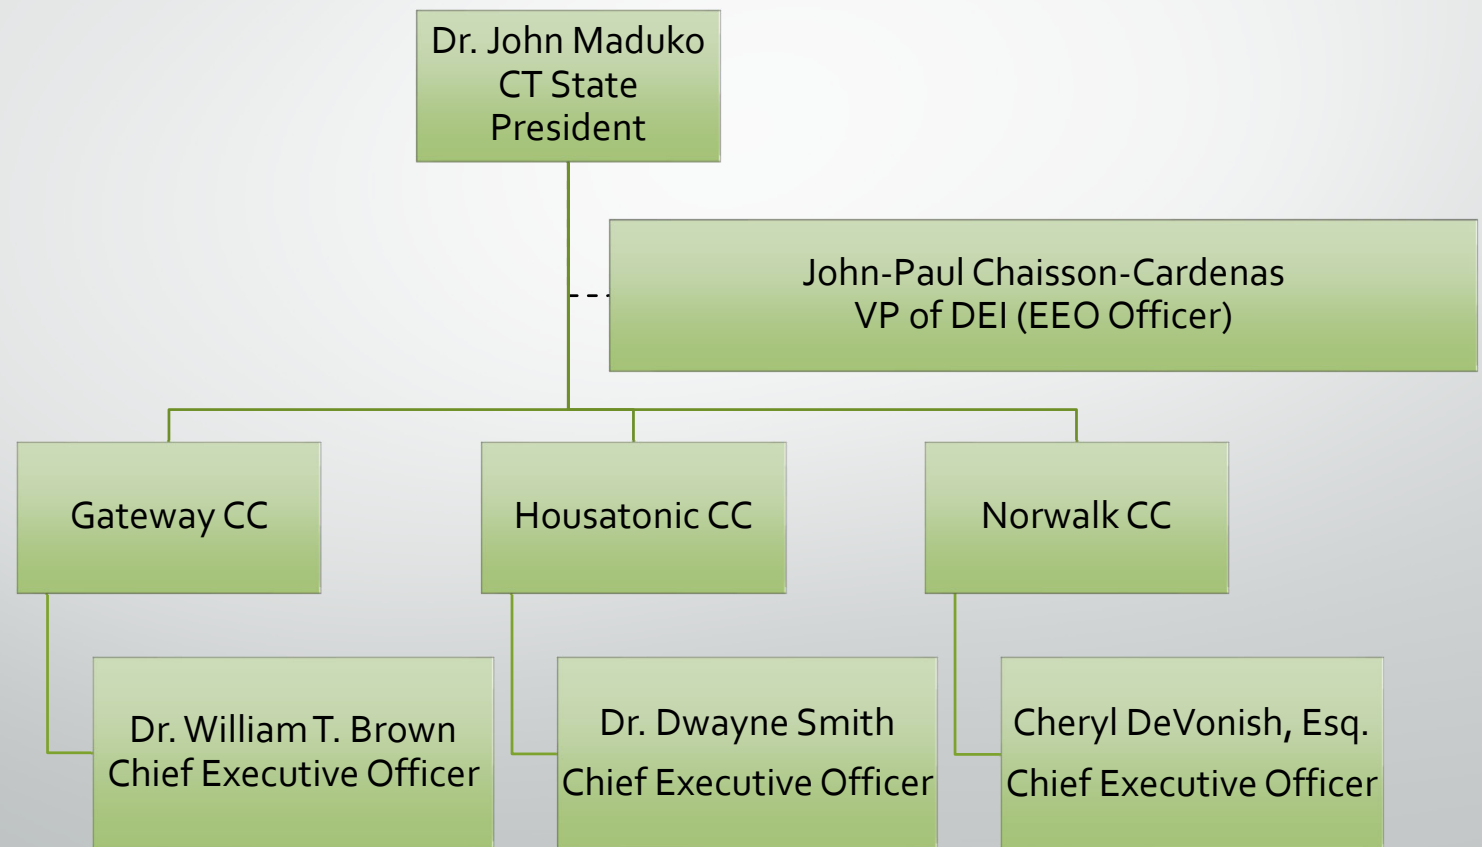 Dr. John Maduko
CT State
President
John-Paul Chaisson-Cardenas
VP of DEI (EEO Officer)
Gateway CC
Housatonic CC
Norwalk CC
Dr. William T. Brown
Chief Executive Officer
Dr. Dwayne Smith
Chief Executive Officer
Cheryl DeVonish, Esq.
Chief Executive Officer